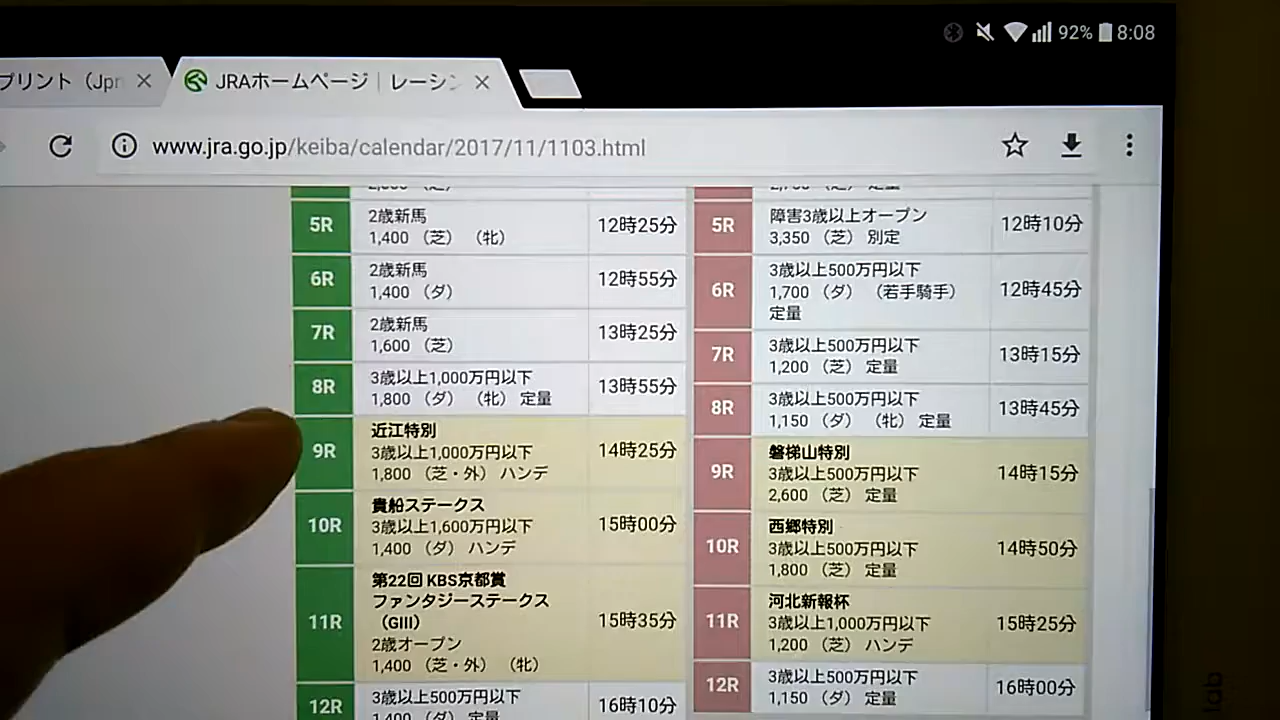 92% 8:08
プリント（Jpn
JRAホームページ｜レーシン
www.jra.go.jp/keiba/calendar/2017/11/1103.html
5R
2歳新馬
1,400 （芝）（牝）
12時25分
6R
2歳新馬
1,400 （ダ）
12時55分
7R
2歳新馬
1,600 （芝）
13時25分
8R
3歳以上1,000万円以下
1,800 （ダ）（牝）定量
13時55分
9R
近江特別
3歳以上1,000万円以下
1,800 （芝・外）ハンデ
14時25分
10R
貴船ステークス
3歳以上1,600万円以下
1,400 （ダ）ハンデ
15時00分
11R
第22回 KBS京都賞
ファンタジーステークス
（GIII）
2歳オープン
1,400 （芝・外）（牝）
15時35分
12R
3歳以上500万円以下
1,400 （ダ）定量
16時10分
5R
障害3歳以上オープン
3,350 （芝）別定
12時10分
6R
3歳以上500万円以下
1,700 （ダ）（若手騎手）
定量
12時45分
7R
3歳以上500万円以下
1,200 （芝）定量
13時15分
8R
3歳以上500万円以下
1,150 （ダ）（牝）定量
13時45分
9R
磐梯山特別
3歳以上500万円以下
2,600 （芝）定量
14時15分
10R
西郷特別
3歳以上500万円以下
1,800 （芝）定量
14時50分
11R
河北新報杯
3歳以上1,000万円以下
1,200 （芝）ハンデ
15時25分
12R
3歳以上500万円以下
1,150 （ダ）定量
16時00分
lab